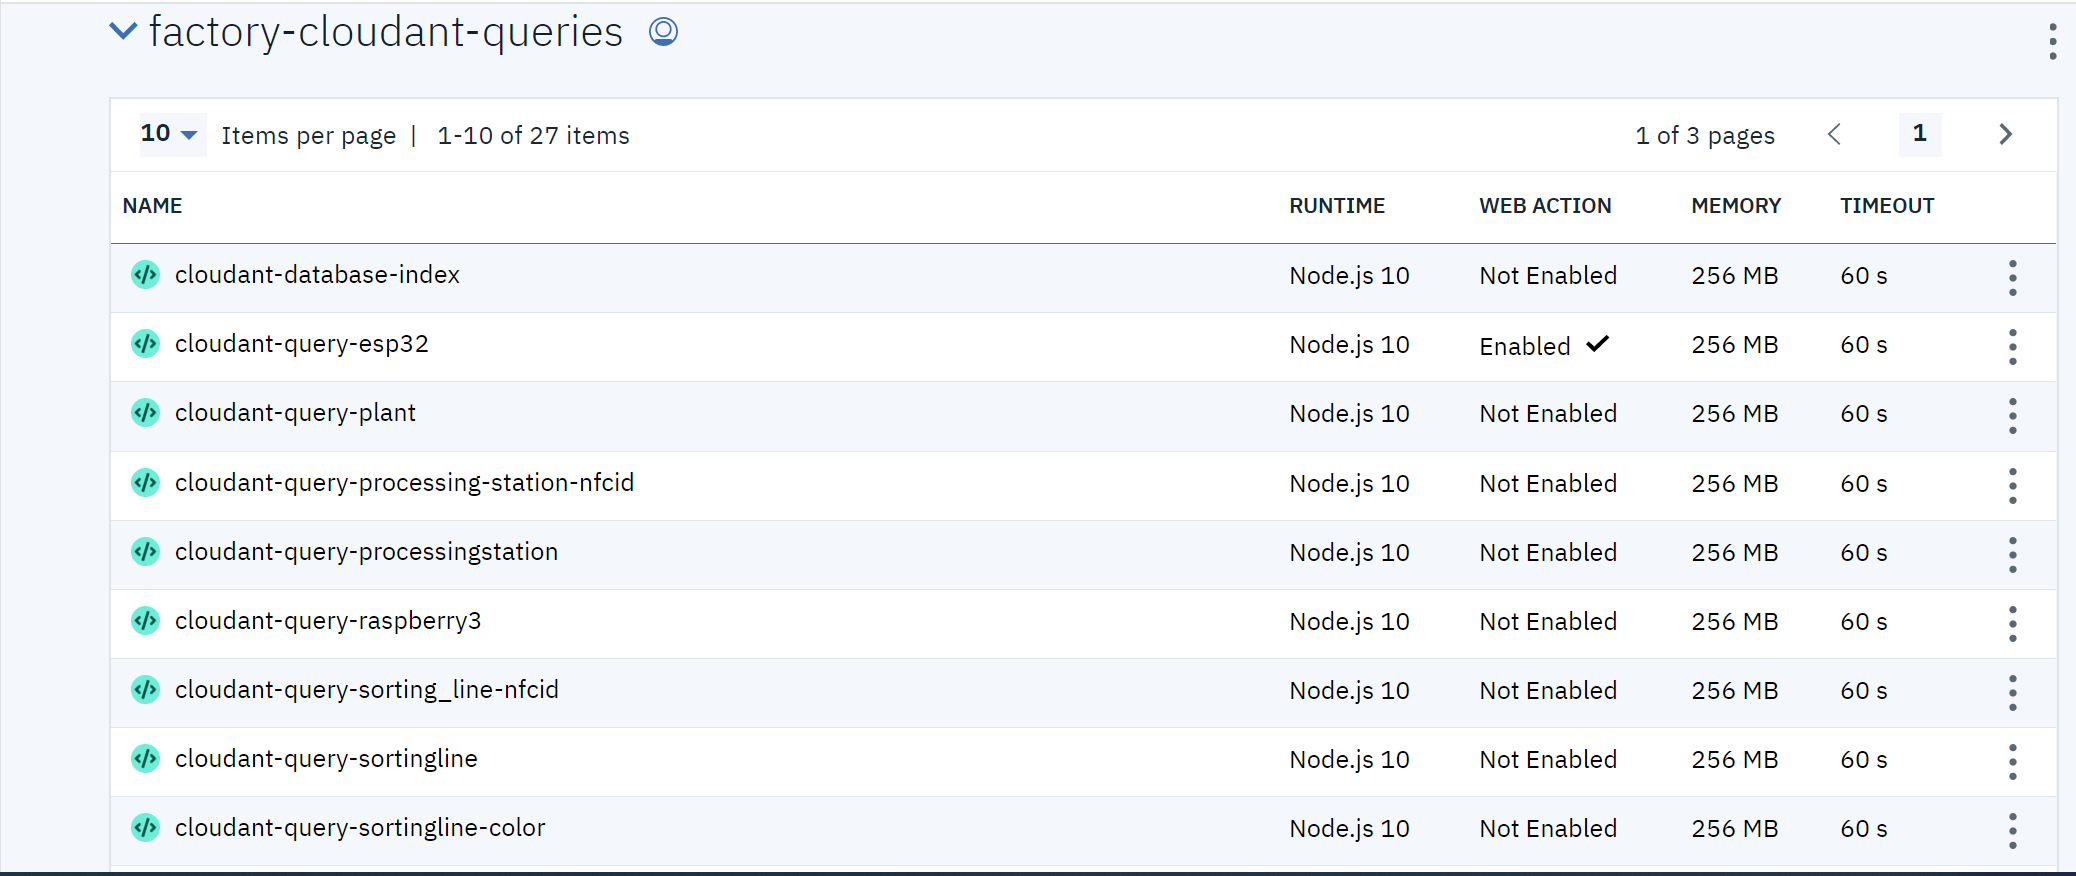 factory-cloudant-queries
10 Items per page | 1-10 of 27 items 1 of 3 pages 1
NAME RUNTIME WEB ACTION MEMORY TIMEOUT
cloudant-database-index Node.js 10 Not Enabled 256 MB 60 s
cloudant-query-esp32 Node.js 10 Enabled 256 MB 60 s
cloudant-query-plant Node.js 10 Not Enabled 256 MB 60 s
cloudant-query-processing-station-nfcid Node.js 10 Not Enabled 256 MB 60 s
cloudant-query-processingstation Node.js 10 Not Enabled 256 MB 60 s
cloudant-query-raspberry3 Node.js 10 Not Enabled 256 MB 60 s
cloudant-query-sorting_line-nfcid Node.js 10 Not Enabled 256 MB 60 s
cloudant-query-sortingline Node.js 10 Not Enabled 256 MB 60 s
cloudant-query-sortingline-color Node.js 10 Not Enabled 256 MB 60 s